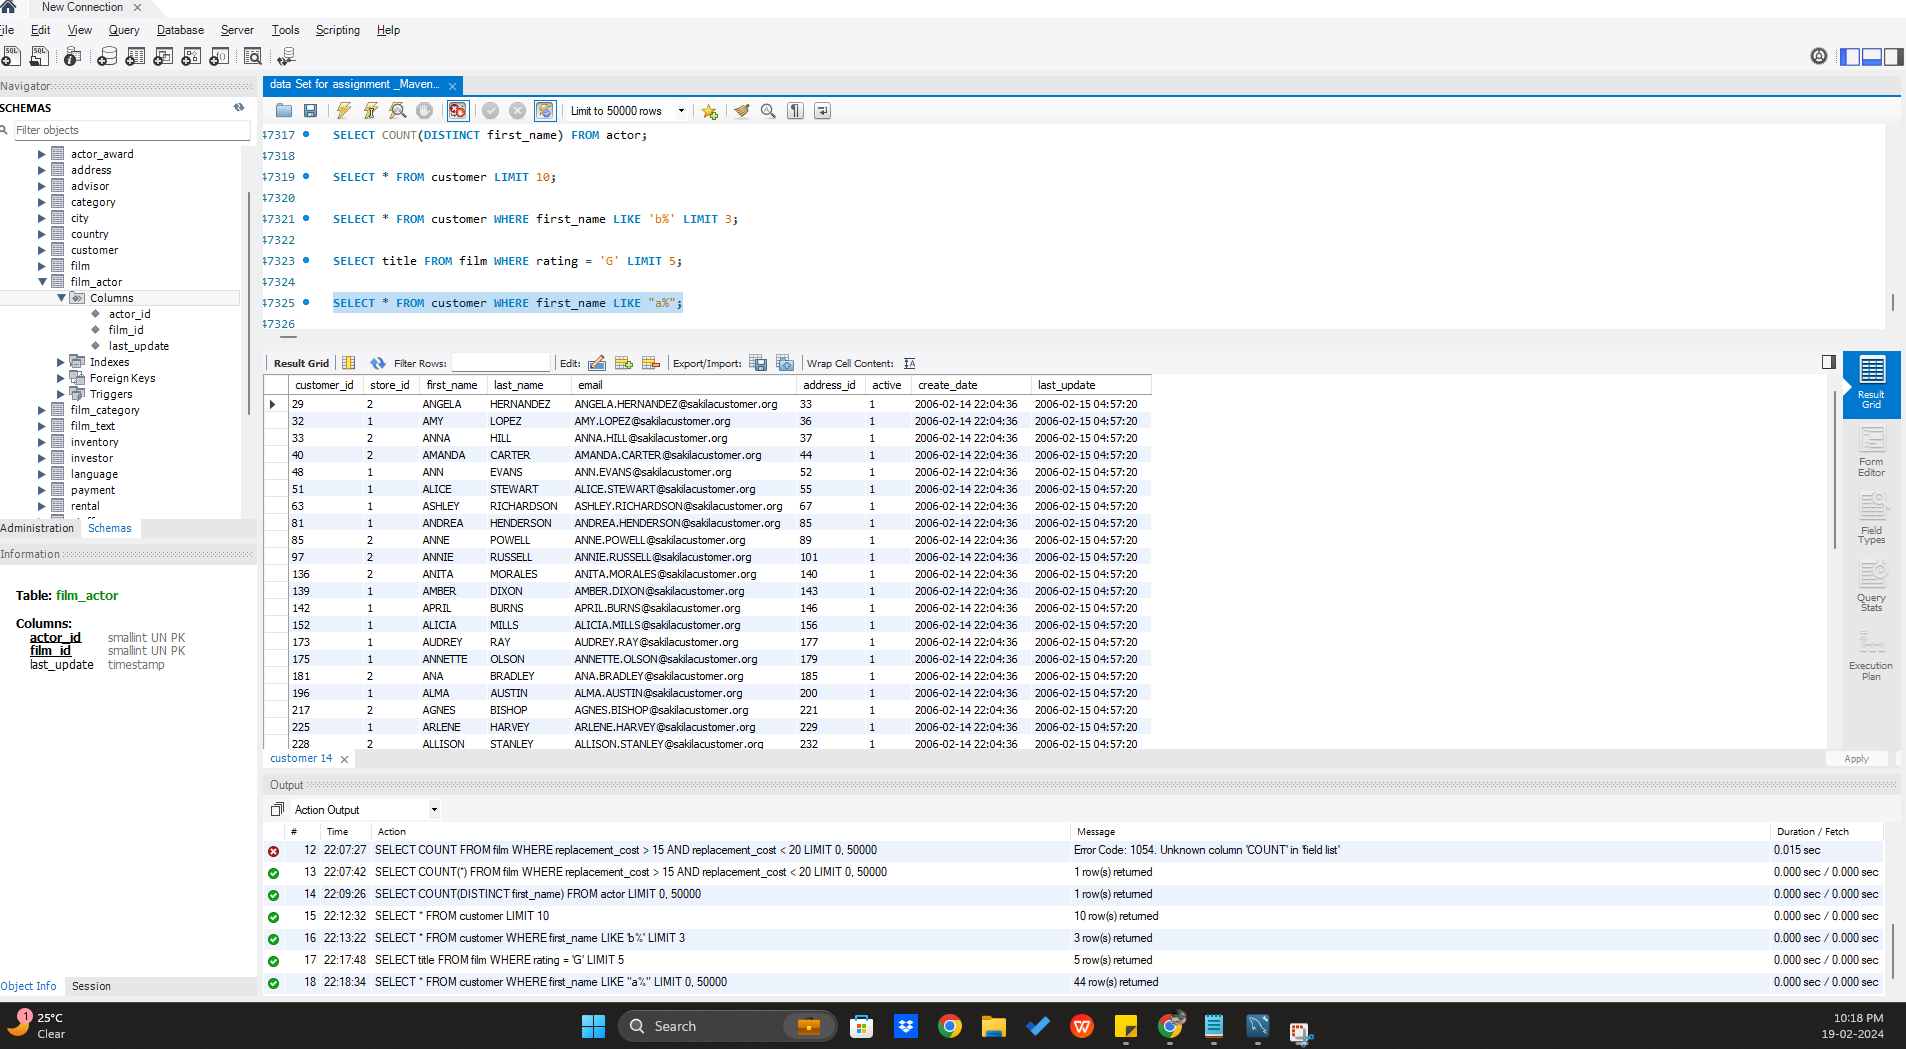 New Connection
File Edit View Query Database Server Tools Scripting Help
Navigator
SCHEMAS
Filter objects
actor_award
address
advisor
category
city
country
customer
film
film_actor
Columns
actor_id
film_id
last_update
Indexes
Foreign Keys
Triggers
film_category
film_text
inventory
investor
language
payment
rental
Administration Schemas
Information
Table: film_actor
Columns:
actor_id smallint UN PK
film_id smallint UN PK
last_update timestamp
Object Info Session
data Set for assignment _Maven...
Limit to 50000 rows
47317 SELECT COUNT(DISTINCT first_name) FROM actor;
47318
47319 SELECT * FROM customer LIMIT 10;
47320
47321 SELECT * FROM customer WHERE first_name LIKE 'b%' LIMIT 3;
47322
47323 SELECT title FROM film WHERE rating = 'G' LIMIT 5;
47324
47325 SELECT * FROM customer WHERE first_name LIKE "a%";
47326
Result Grid Filter Rows: Edit: Export/Import: Wrap Cell Content:
customer_id store_id first_name last_name email address_id active create_date last_update
29 2 ANGELA HERNANDEZ ANGELA.HERNANDEZ@sakilacustomer.org 33 1 2006-02-14 22:04:36 2006-02-15 04:57:20
32 1 AMY LOPEZ AMY.LOPEZ@sakilacustomer.org 36 1 2006-02-14 22:04:36 2006-02-15 04:57:20
33 2 ANNA HILL ANNA.HILL@sakilacustomer.org 37 1 2006-02-14 22:04:36 2006-02-15 04:57:20
40 2 AMANDA CARTER AMANDA.CARTER@sakilacustomer.org 44 1 2006-02-14 22:04:36 2006-02-15 04:57:20
48 1 ANN EVANS ANN.EVANS@sakilacustomer.org 52 1 2006-02-14 22:04:36 2006-02-15 04:57:20
51 1 ALICE STEWART ALICE.STEWART@sakilacustomer.org 55 1 2006-02-14 22:04:36 2006-02-15 04:57:20
63 1 ASHLEY RICHARDSON ASHLEY.RICHARDSON@sakilacustomer.org 67 1 2006-02-14 22:04:36 2006-02-15 04:57:20
81 1 ANDREA HENDERSON ANDREA.HENDERSON@sakilacustomer.org 85 1 2006-02-14 22:04:36 2006-02-15 04:57:20
85 2 ANNE POWELL ANNE.POWELL@sakilacustomer.org 89 1 2006-02-14 22:04:36 2006-02-15 04:57:20
97 2 ANNIE RUSSELL ANNIE.RUSSELL@sakilacustomer.org 101 1 2006-02-14 22:04:36 2006-02-15 04:57:20
136 2 ANITA MORALES ANITA.MORALES@sakilacustomer.org 140 1 2006-02-14 22:04:36 2006-02-15 04:57:20
139 1 AMBER DIXON AMBER.DIXON@sakilacustomer.org 143 1 2006-02-14 22:04:36 2006-02-15 04:57:20
142 1 APRIL BURNS APRIL.BURNS@sakilacustomer.org 146 1 2006-02-14 22:04:36 2006-02-15 04:57:20
152 1 ALICIA MILLS ALICIA.MILLS@sakilacustomer.org 156 1 2006-02-14 22:04:36 2006-02-15 04:57:20
173 1 AUDREY RAY AUDREY.RAY@sakilacustomer.org 177 1 2006-02-14 22:04:36 2006-02-15 04:57:20
175 1 ANNETTE OLSON ANNETTE.OLSON@sakilacustomer.org 179 1 2006-02-14 22:04:36 2006-02-15 04:57:20
181 2 ANA BRADLEY ANA.BRADLEY@sakilacustomer.org 185 1 2006-02-14 22:04:36 2006-02-15 04:57:20
196 1 ALMA AUSTIN ALMA.AUSTIN@sakilacustomer.org 200 1 2006-02-14 22:04:36 2006-02-15 04:57:20
217 2 AGNES BISHOP AGNES.BISHOP@sakilacustomer.org 221 1 2006-02-14 22:04:36 2006-02-15 04:57:20
225 1 ARLENE HARVEY ARLENE.HARVEY@sakilacustomer.org 229 1 2006-02-14 22:04:36 2006-02-15 04:57:20
228 2 ALLISON STANLEY ALLISON.STANLEY@sakilacustomer.org 232 1 2006-02-14 22:04:36 2006-02-15 04:57:20
Result
Grid
Form
Editor
Field
Types
Query
Stats
Execution
Plan
customer 14 Apply
Output
Action Output
# Time Action Message Duration / Fetch
12 22:07:27 SELECT COUNT FROM film WHERE replacement_cost > 15 AND replacement_cost < 20 LIMIT 0, 50000 Error Code: 1054. Unknown column 'COUNT' in 'field list' 0.015 sec
13 22:07:42 SELECT COUNT(*) FROM film WHERE replacement_cost > 15 AND replacement_cost < 20 LIMIT 0, 50000 1 row(s) returned 0.000 sec / 0.000 sec
14 22:09:26 SELECT COUNT(DISTINCT first_name) FROM actor LIMIT 0, 50000 1 row(s) returned 0.000 sec / 0.000 sec
15 22:12:32 SELECT * FROM customer LIMIT 10 10 row(s) returned 0.000 sec / 0.000 sec
16 22:13:22 SELECT * FROM customer WHERE first_name LIKE 'b%' LIMIT 3 3 row(s) returned 0.000 sec / 0.000 sec
17 22:17:48 SELECT title FROM film WHERE rating = 'G' LIMIT 5 5 row(s) returned 0.000 sec / 0.000 sec
18 22:18:34 SELECT * FROM customer WHERE first_name LIKE "a%" LIMIT 0, 50000 44 row(s) returned 0.000 sec / 0.000 sec
1
25°C
Clear
Search
10:18 PM
19-02-2024